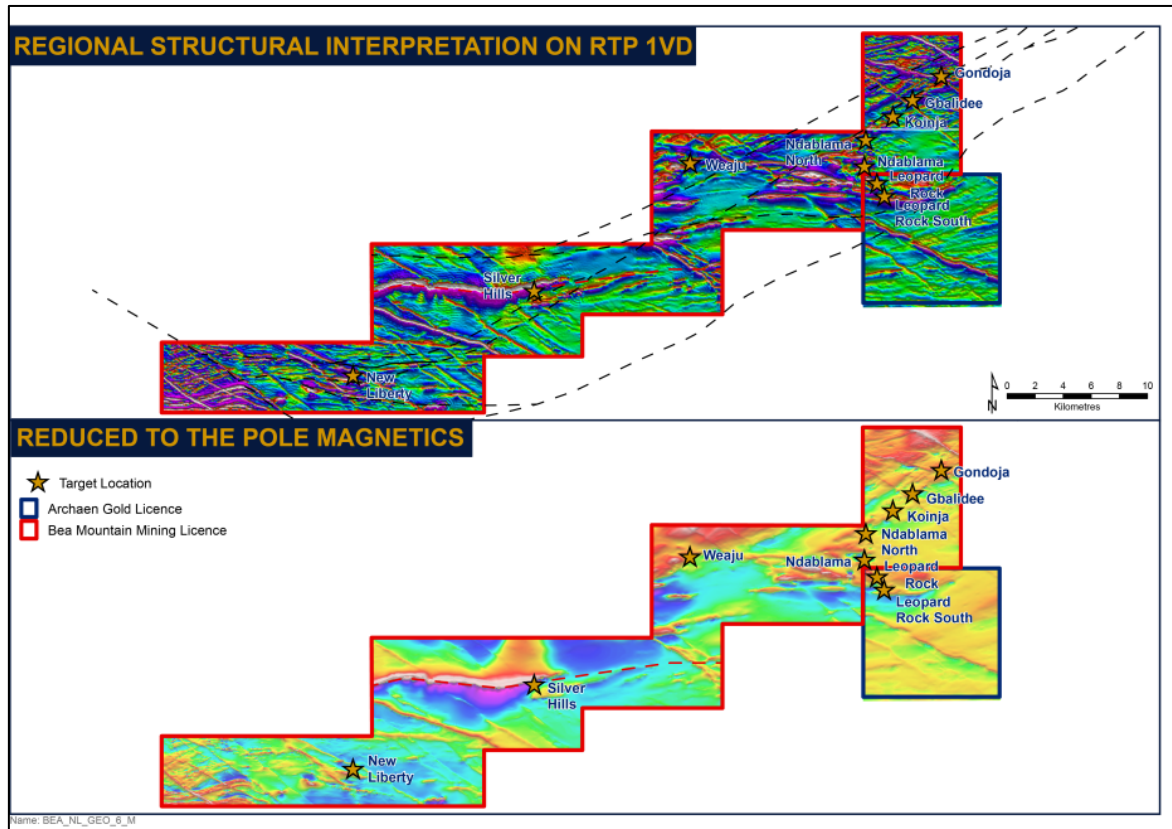 REGIONAL STRUCTURAL INTERPRETATION ON RTP 1VD
Gondoja
Gbalidee
Koinja
Ndablama
North
Weaju
Ndablama
Leopard
Rock
Leopard
Rock South
Silver
Hills
New
Liberty
N
0 2 4 6 8 10
Kilometres
REDUCED TO THE POLE MAGNETICS
Target Location
Archaen Gold Licence
Bea Mountain Mining Licence
Gondoja
Gbalidee
Koinja
Ndablama
North
Weaju
Ndablama
Leopard
Rock
Leopard
Rock South
Silver
Hills
New
Liberty
Name: BEA_NL_GEO_6_M